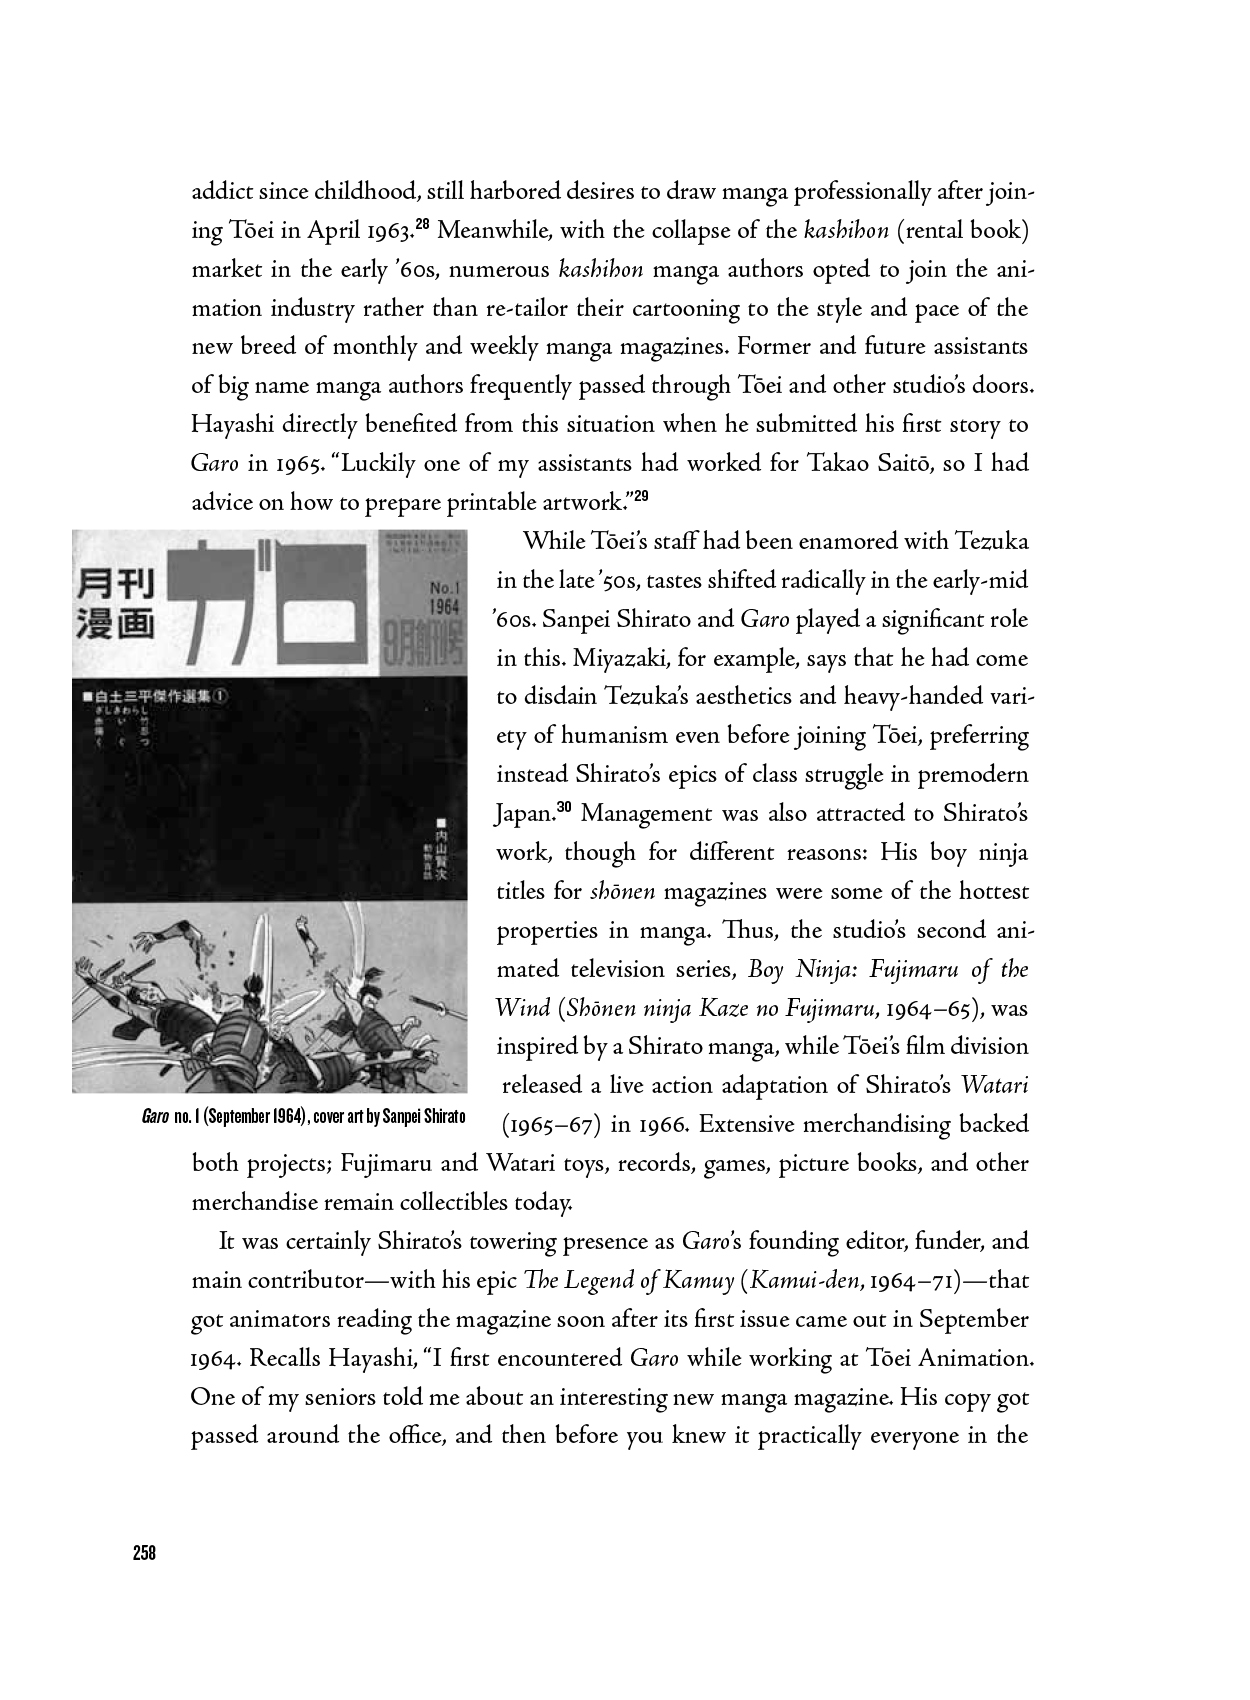 addict since childhood, still harbored desires to draw manga professionally after join-
ing Tōei in April 1963.28 Meanwhile, with the collapse of the kashihon (rental book)
market in the early ’60s, numerous kashihon manga authors opted to join the ani-
mation industry rather than re-tailor their cartooning to the style and pace of the
new breed of monthly and weekly manga magazines. Former and future assistants
of big name manga authors frequently passed through Tōei and other studio’s doors.
Hayashi directly benefited from this situation when he submitted his first story to
Garo in 1965. “Luckily one of my assistants had worked for Takao Saitō, so I had
advice on how to prepare printable artwork.”29
月刊
漫画
ガロ
No.1
1964
9月創刊号
■白土三平傑作選集①
ざしきわらし
■内山賢次
Garo no. 1 (September 1964), cover art by Sanpei Shirato
While Tōei’s staff had been enamored with Tezuka
in the late ’50s, tastes shifted radically in the early-mid
’60s. Sanpei Shirato and Garo played a significant role
in this. Miyazaki, for example, says that he had come
to disdain Tezuka’s aesthetics and heavy-handed vari-
ety of humanism even before joining Tōei, preferring
instead Shirato’s epics of class struggle in premodern
Japan.30 Management was also attracted to Shirato’s
work, though for different reasons: His boy ninja
titles for shōnen magazines were some of the hottest
properties in manga. Thus, the studio’s second ani-
mated television series, Boy Ninja: Fujimaru of the
Wind (Shōnen ninja Kaze no Fujimaru, 1964–65), was
inspired by a Shirato manga, while Tōei’s film division
released a live action adaptation of Shirato’s Watari
(1965–67) in 1966. Extensive merchandising backed
both projects; Fujimaru and Watari toys, records, games, picture books, and other
merchandise remain collectibles today.
It was certainly Shirato’s towering presence as Garo’s founding editor, funder, and
main contributor—with his epic The Legend of Kamuy (Kamui-den, 1964–71)—that
got animators reading the magazine soon after its first issue came out in September
1964. Recalls Hayashi, “I first encountered Garo while working at Tōei Animation.
One of my seniors told me about an interesting new manga magazine. His copy got
passed around the office, and then before you knew it practically everyone in the
258